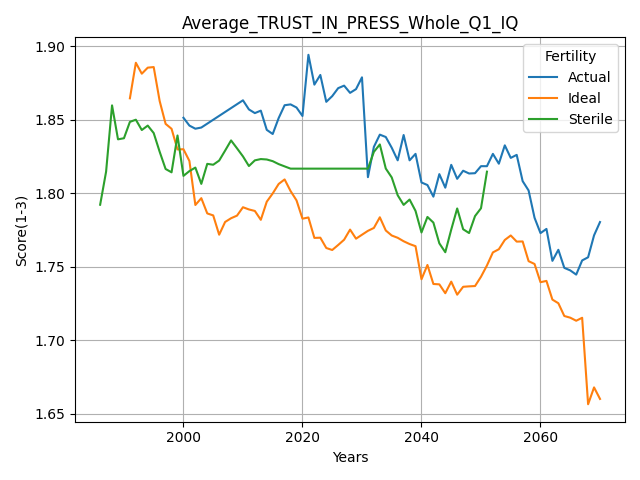 Average_TRUST_IN_PRESS_Whole_Q1_IQ
Score(1-3)
1.90
1.85
1.80
1.75
1.70
1.65
Fertility
Actual
Ideal
Sterile
2000 2020 2040 2060
Years